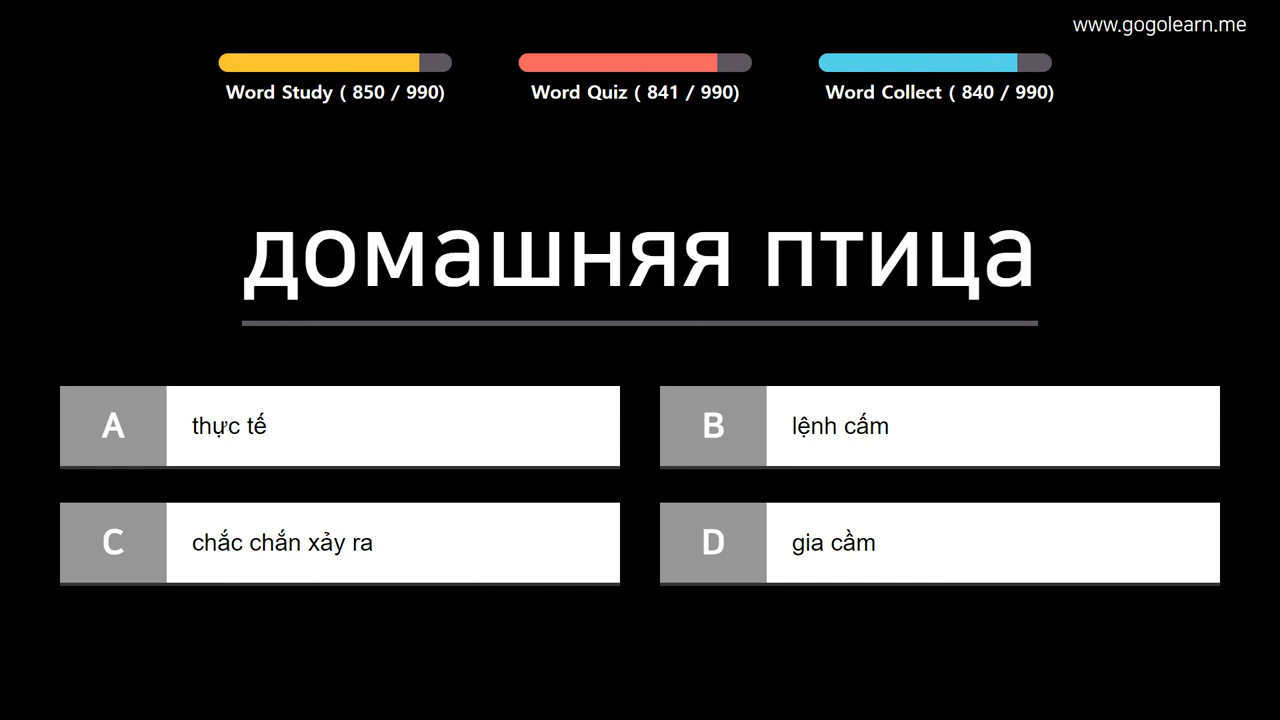 www.gogolearn.me
Word Study ( 850 / 990)
Word Quiz ( 841 / 990)
Word Collect ( 840 / 990)
домашняя птица
A
thực tế
B
lệnh cấm
C
chắc chắn xảy ra
D
gia cầm